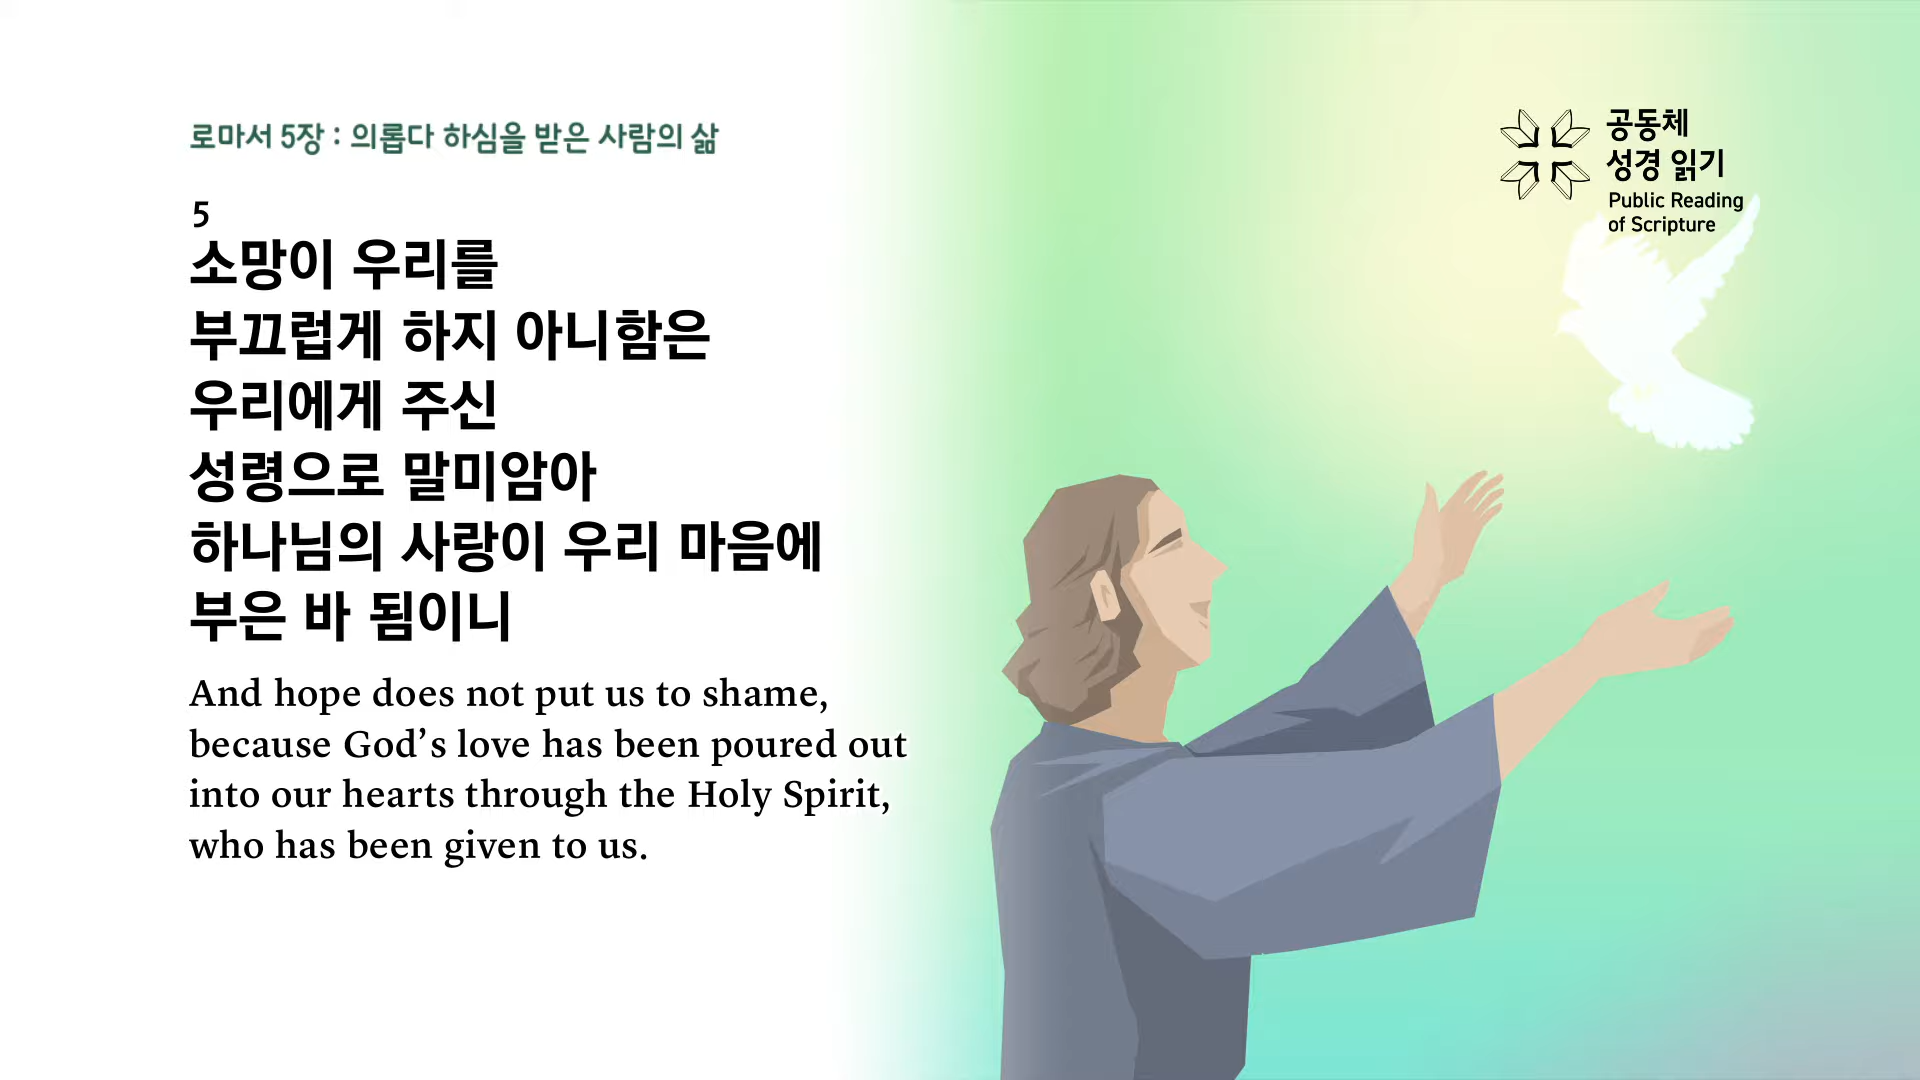 로마서 5장 : 의롭다 하심을 받은 사람의 삶
5
소망이 우리를
부끄럽게 하지 아니함은
우리에게 주신
성령으로 말미암아
하나님의 사랑이 우리 마음에
부은 바 됨이니
And hope does not put us to shame,
because God’s love has been poured out
into our hearts through the Holy Spirit,
who has been given to us.
공동체
성경 읽기
Public Reading
of Scripture